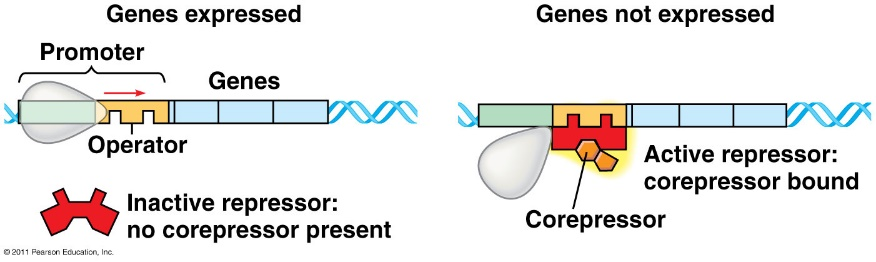 Genes expressed
Genes not expressed
Promoter
Genes
Operator
Inactive repressor:
no corepressor present
Active repressor:
corepressor bound
Corepressor
© 2011 Pearson Education, Inc.